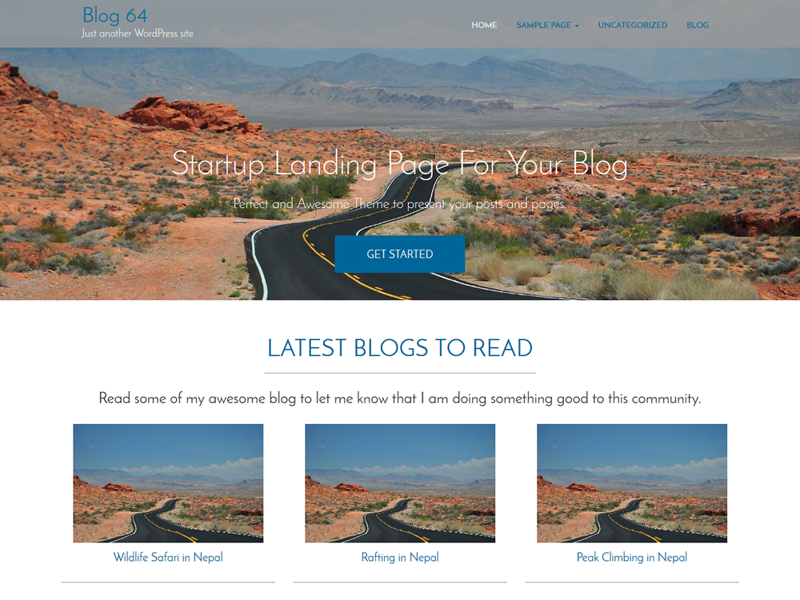 Blog 64
Just another WordPress site
HOME SAMPLE PAGE UNCATEGORIZED BLOG
Startup Landing Page For Your Blog
Perfect and Awesome Theme to present your posts and pages.
GET STARTED
LATEST BLOGS TO READ
Read some of my awesome blog to let me know that I am doing something good to this community.
Wildlife Safari in Nepal
Rafting in Nepal
Peak Climbing in Nepal